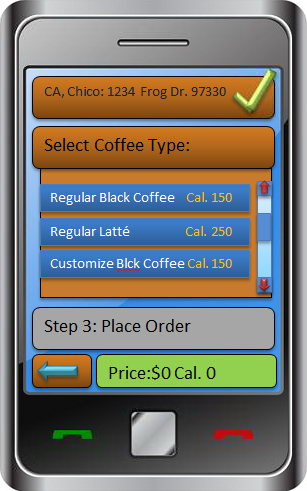 CA, Chico: 1234 Frog Dr. 97330
Select Coffee Type:
Regular Black Coffee Cal. 150
Regular Latté Cal. 250
Customize Blck Coffee Cal. 150
Step 3: Place Order
Price:$0 Cal. 0